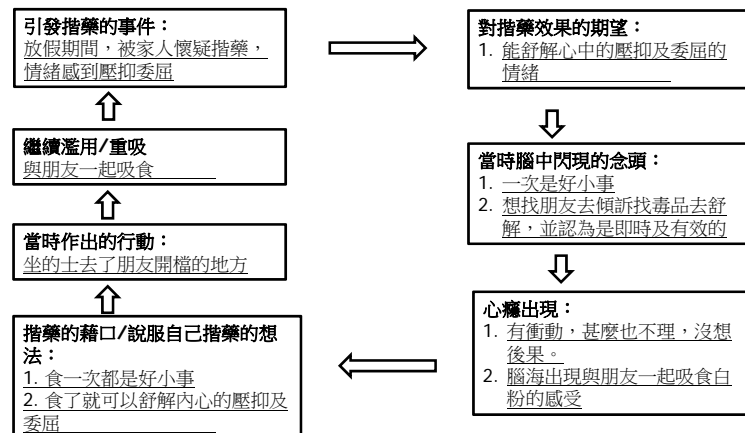 引發揩藥的事件：
放假期間，被家人懷疑揩藥，
情緒感到壓抑委屈
對揩藥效果的期望：
1. 能舒解心中的壓抑及委屈的
情緒
當時腦中閃現的念頭：
1. 一次是好小事
2. 想找朋友去傾訴找毒品去舒
解，並認為是即時及有效的
心癮出現：
1. 有衝動，甚麼也不理，沒想
後果。
2. 腦海出現與朋友一起吸食白
粉的感受
揩藥的藉口/說服自己揩藥的想
法：
1. 食一次都是好小事
2. 食了就可以舒解內心的壓抑及
委屈
當時作出的行動：
坐的士去了朋友開檔的地方
繼續濫用/重吸
與朋友一起吸食